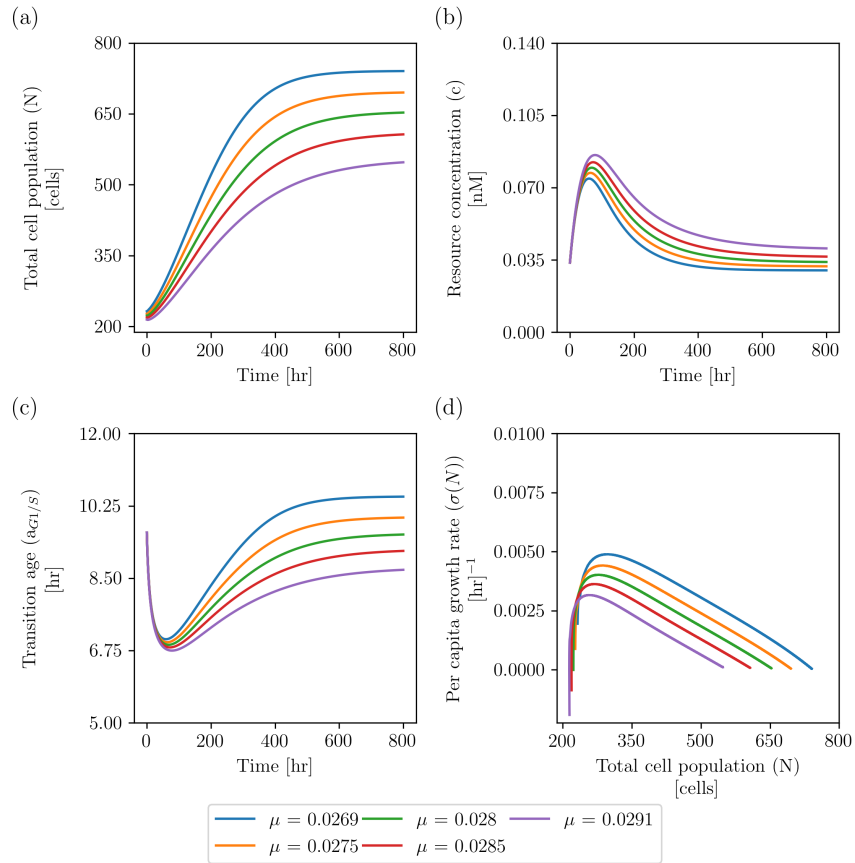 (a)
Total cell population (N)
[cells]
800
650
500
350
200
0 200 400 600 800
Time [hr]
(b)
Resource concentration (c)
[nM]
0.140
0.105
0.070
0.035
0.000
0 200 400 600 800
Time [hr]
(c)
Transition age (a_{G1/S})
[hr]
12.00
10.25
8.50
6.75
5.00
0 200 400 600 800
Time [hr]
(d)
Per capita growth rate (σ(N))
[hr]⁻¹
0.0100
0.0075
0.0050
0.0025
0.0000
200 350 500 650 800
Total cell population (N)
[cells]
μ = 0.0269 μ = 0.028 μ = 0.0291
μ = 0.0275 μ = 0.0285